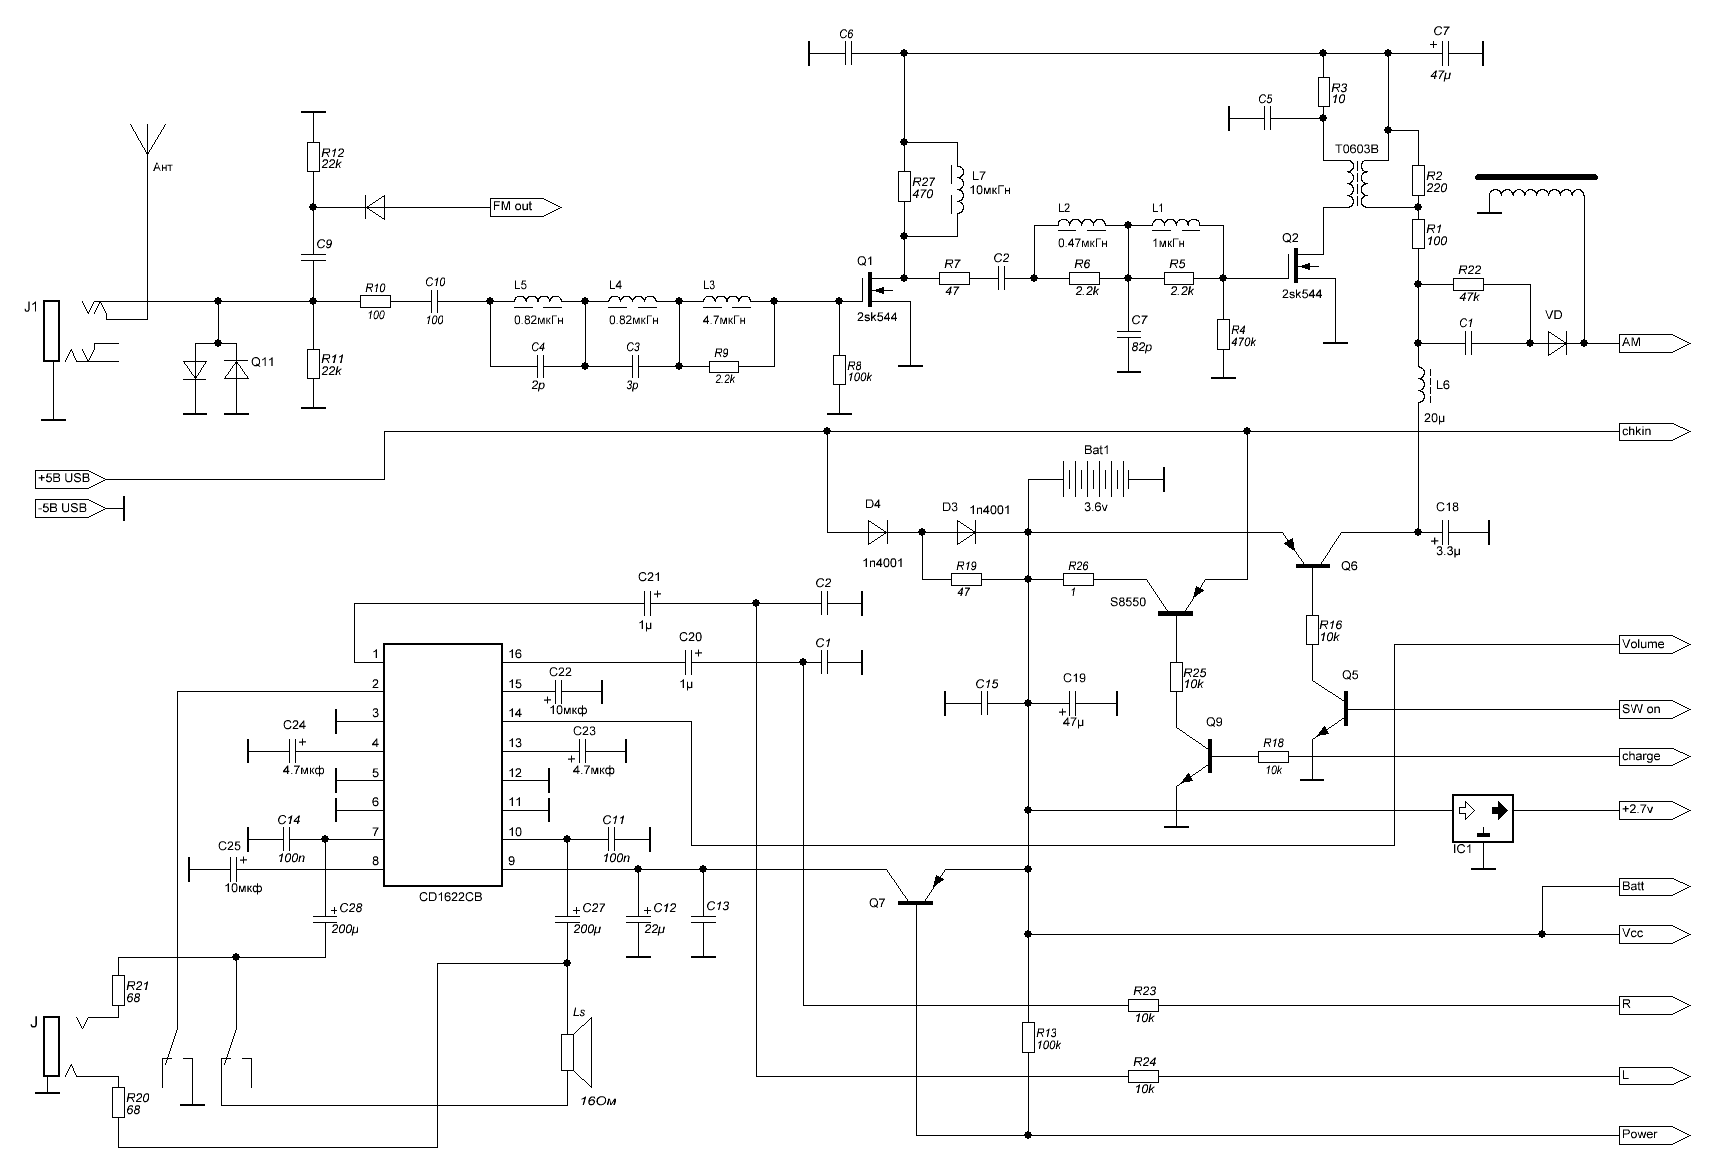 C6
C7
+
47µ
R3
10
C5
Ант
R12
22k
T0603B
R27
470
L7
10мкГн
R2
220
FM out
L2
0.47мкГн
L1
1мкГн
R1
100
C9
Q1
2sk544
Q2
2sk544
R7
47
C2
R6
2.2k
R5
2.2k
R22
47k
R10
100
C10
100
L5
0.82мкГн
L4
0.82мкГн
L3
4.7мкГн
J1
C7
82p
R4
470k
C1
VD
AM
Q11
R11
22k
C4
2p
C3
3p
R9
2.2k
R8
100k
L6
20µ
chkin
+5В USB
-5В USB
Bat1
3.6v
D4
1n4001
D3
1n4001
C18
+
3.3µ
Q6
R19
47
R26
1
S8550
C21
+
1µ
C2
R16
10k
C20
+
1µ
C1
Volume
1
2
3
4
5
6
7
8
16
15
14
13
12
11
10
9
CD1622CB
C22
+
10мкф
R25
10k
Q5
C15
C19
+
47µ
SW on
C24
+
4.7мкф
C23
+
4.7мкф
Q9
R18
10k
charge
+2.7v
IC1
C14
100n
C11
100n
C25
+
10мкф
Batt
C28
+
200µ
C27
+
200µ
C12
+
22µ
C13
Q7
Vcc
R21
68
J
R23
10k
R
Ls
16Ом
R13
100k
R24
10k
L
R20
68
Power